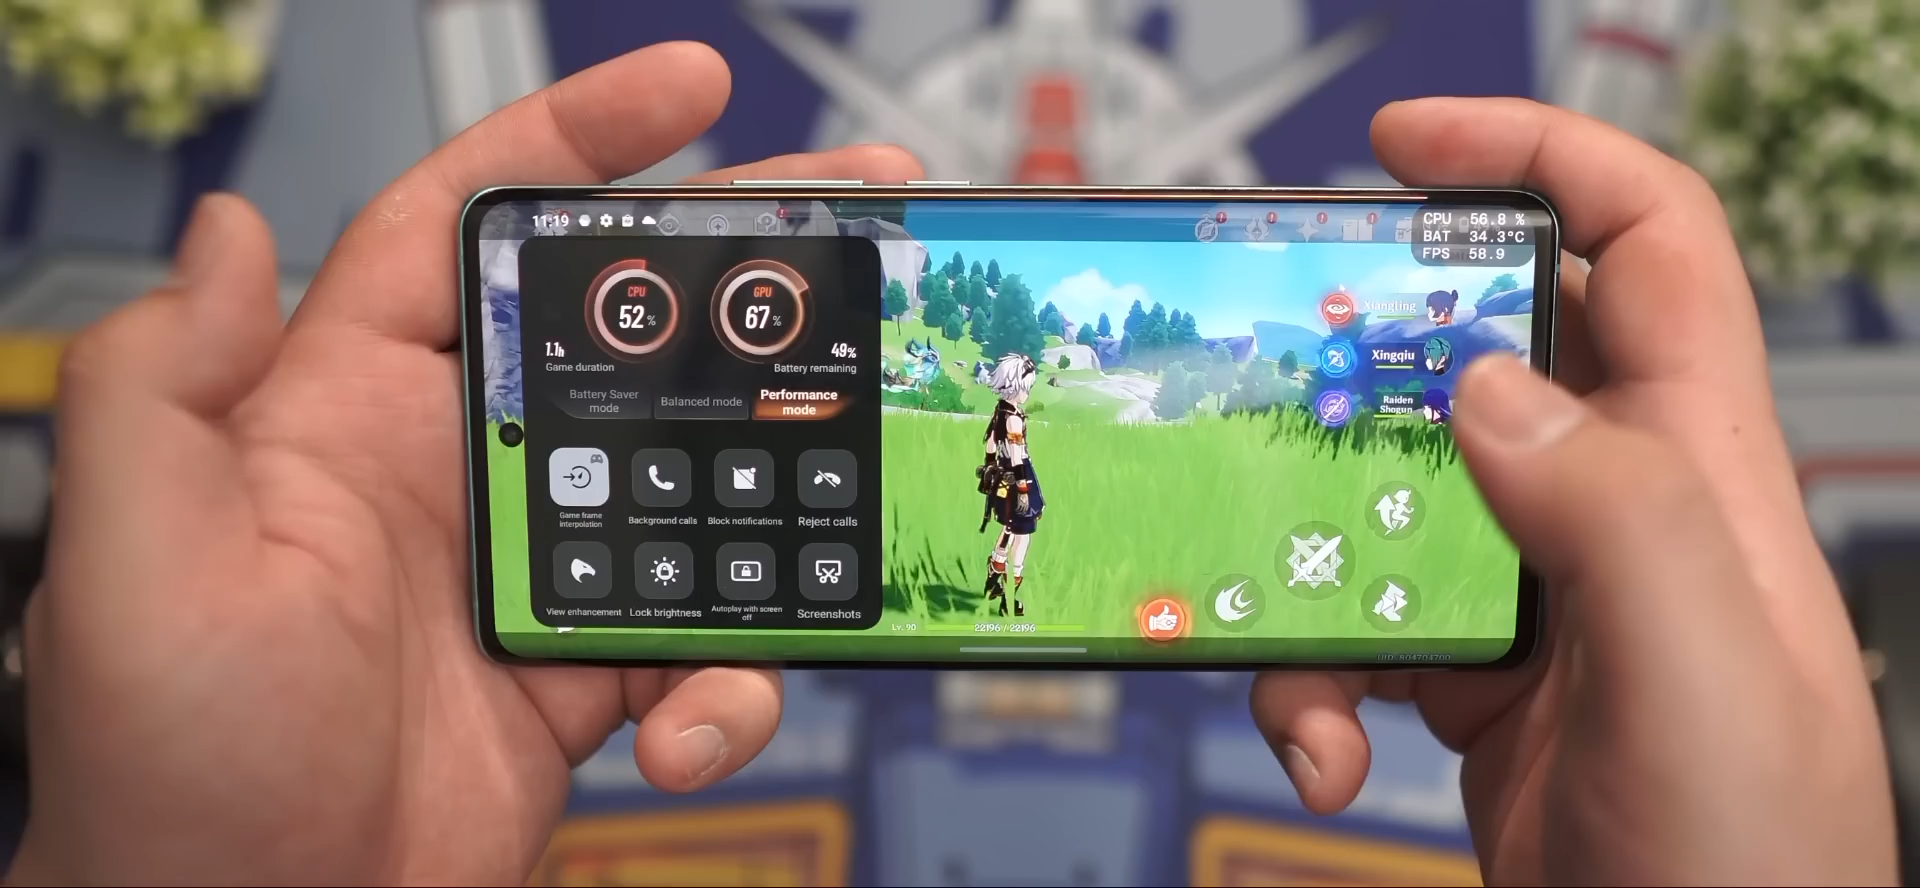 11:19
CPU 56.8 %
BAT 34.3°C
FPS 58.9
CPU
52%
GPU
67%
1.1h
Game duration
49%
Battery remaining
Battery Saver
mode
Balanced mode
Performance
mode
Game frame
interpolation
Background calls
Block notifications
Reject calls
View enhancement
Lock brightness
Autoplay with screen
off
Screenshots
Xiangling
Xingqiu
Raiden
Shogun
Lv. 90
22196 / 22196
UID: 804704700